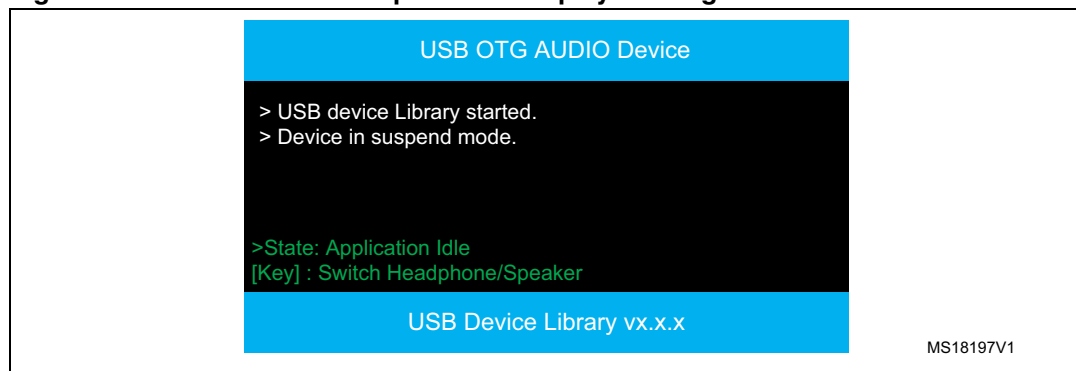 USB OTG AUDIO Device
> USB device Library started.
> Device in suspend mode.
>State: Application Idle
[Key] : Switch Headphone/Speaker
USB Device Library vx.x.x
MS18197V1